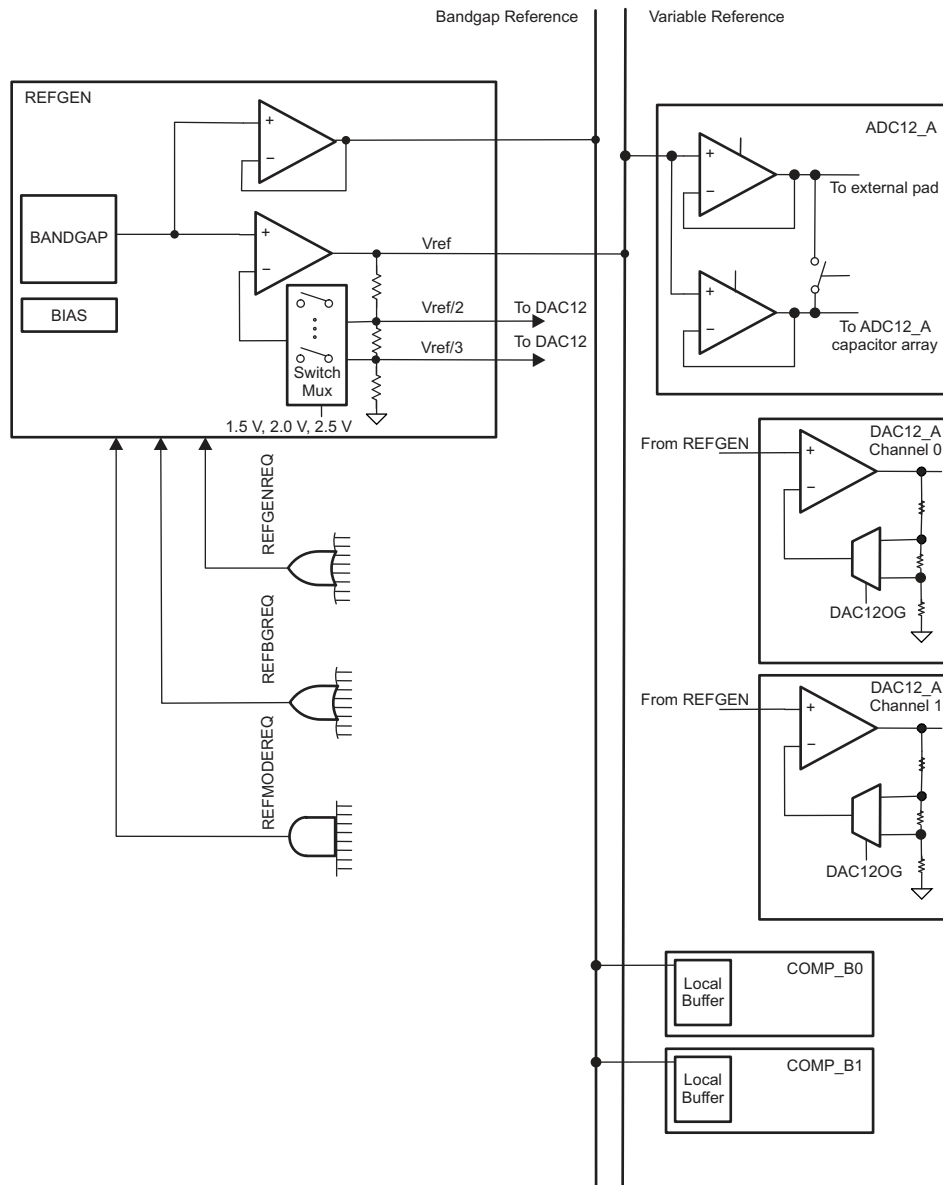 Bandgap Reference
Variable Reference
REFGEN
+
−
BANDGAP
BIAS
+
−
Vref
Vref/2
Vref/3
To DAC12
To DAC12
Switch
Mux
1.5 V, 2.0 V, 2.5 V
REFGENREQ
REFBGREQ
REFMODEREQ
ADC12_A
+
−
To external pad
+
−
To ADC12_A
capacitor array
From REFGEN
DAC12_A
Channel 0
+
−
DAC12OG
From REFGEN
DAC12_A
Channel 1
+
−
DAC12OG
Local
Buffer
COMP_B0
Local
Buffer
COMP_B1